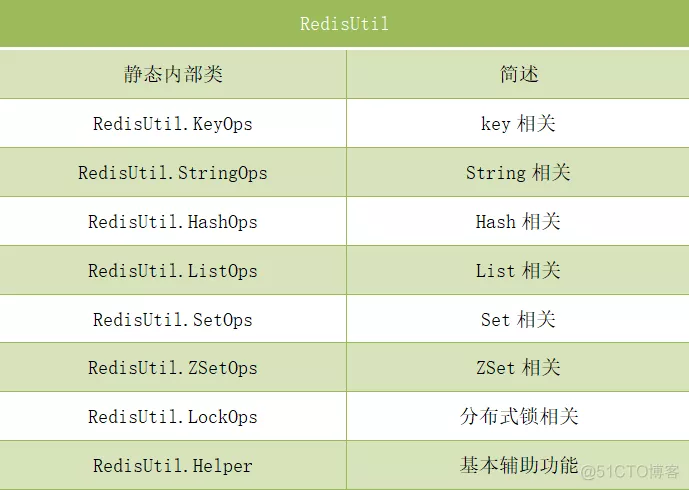 RedisUtil
静态内部类 简述
RedisUtil.KeyOps key 相关
RedisUtil.StringOps String 相关
RedisUtil.HashOps Hash 相关
RedisUtil.ListOps List 相关
RedisUtil.SetOps Set 相关
RedisUtil.ZSetOps ZSet 相关
RedisUtil.LockOps 分布式锁相关
RedisUtil.Helper 基本辅助功能
@51CTO博客